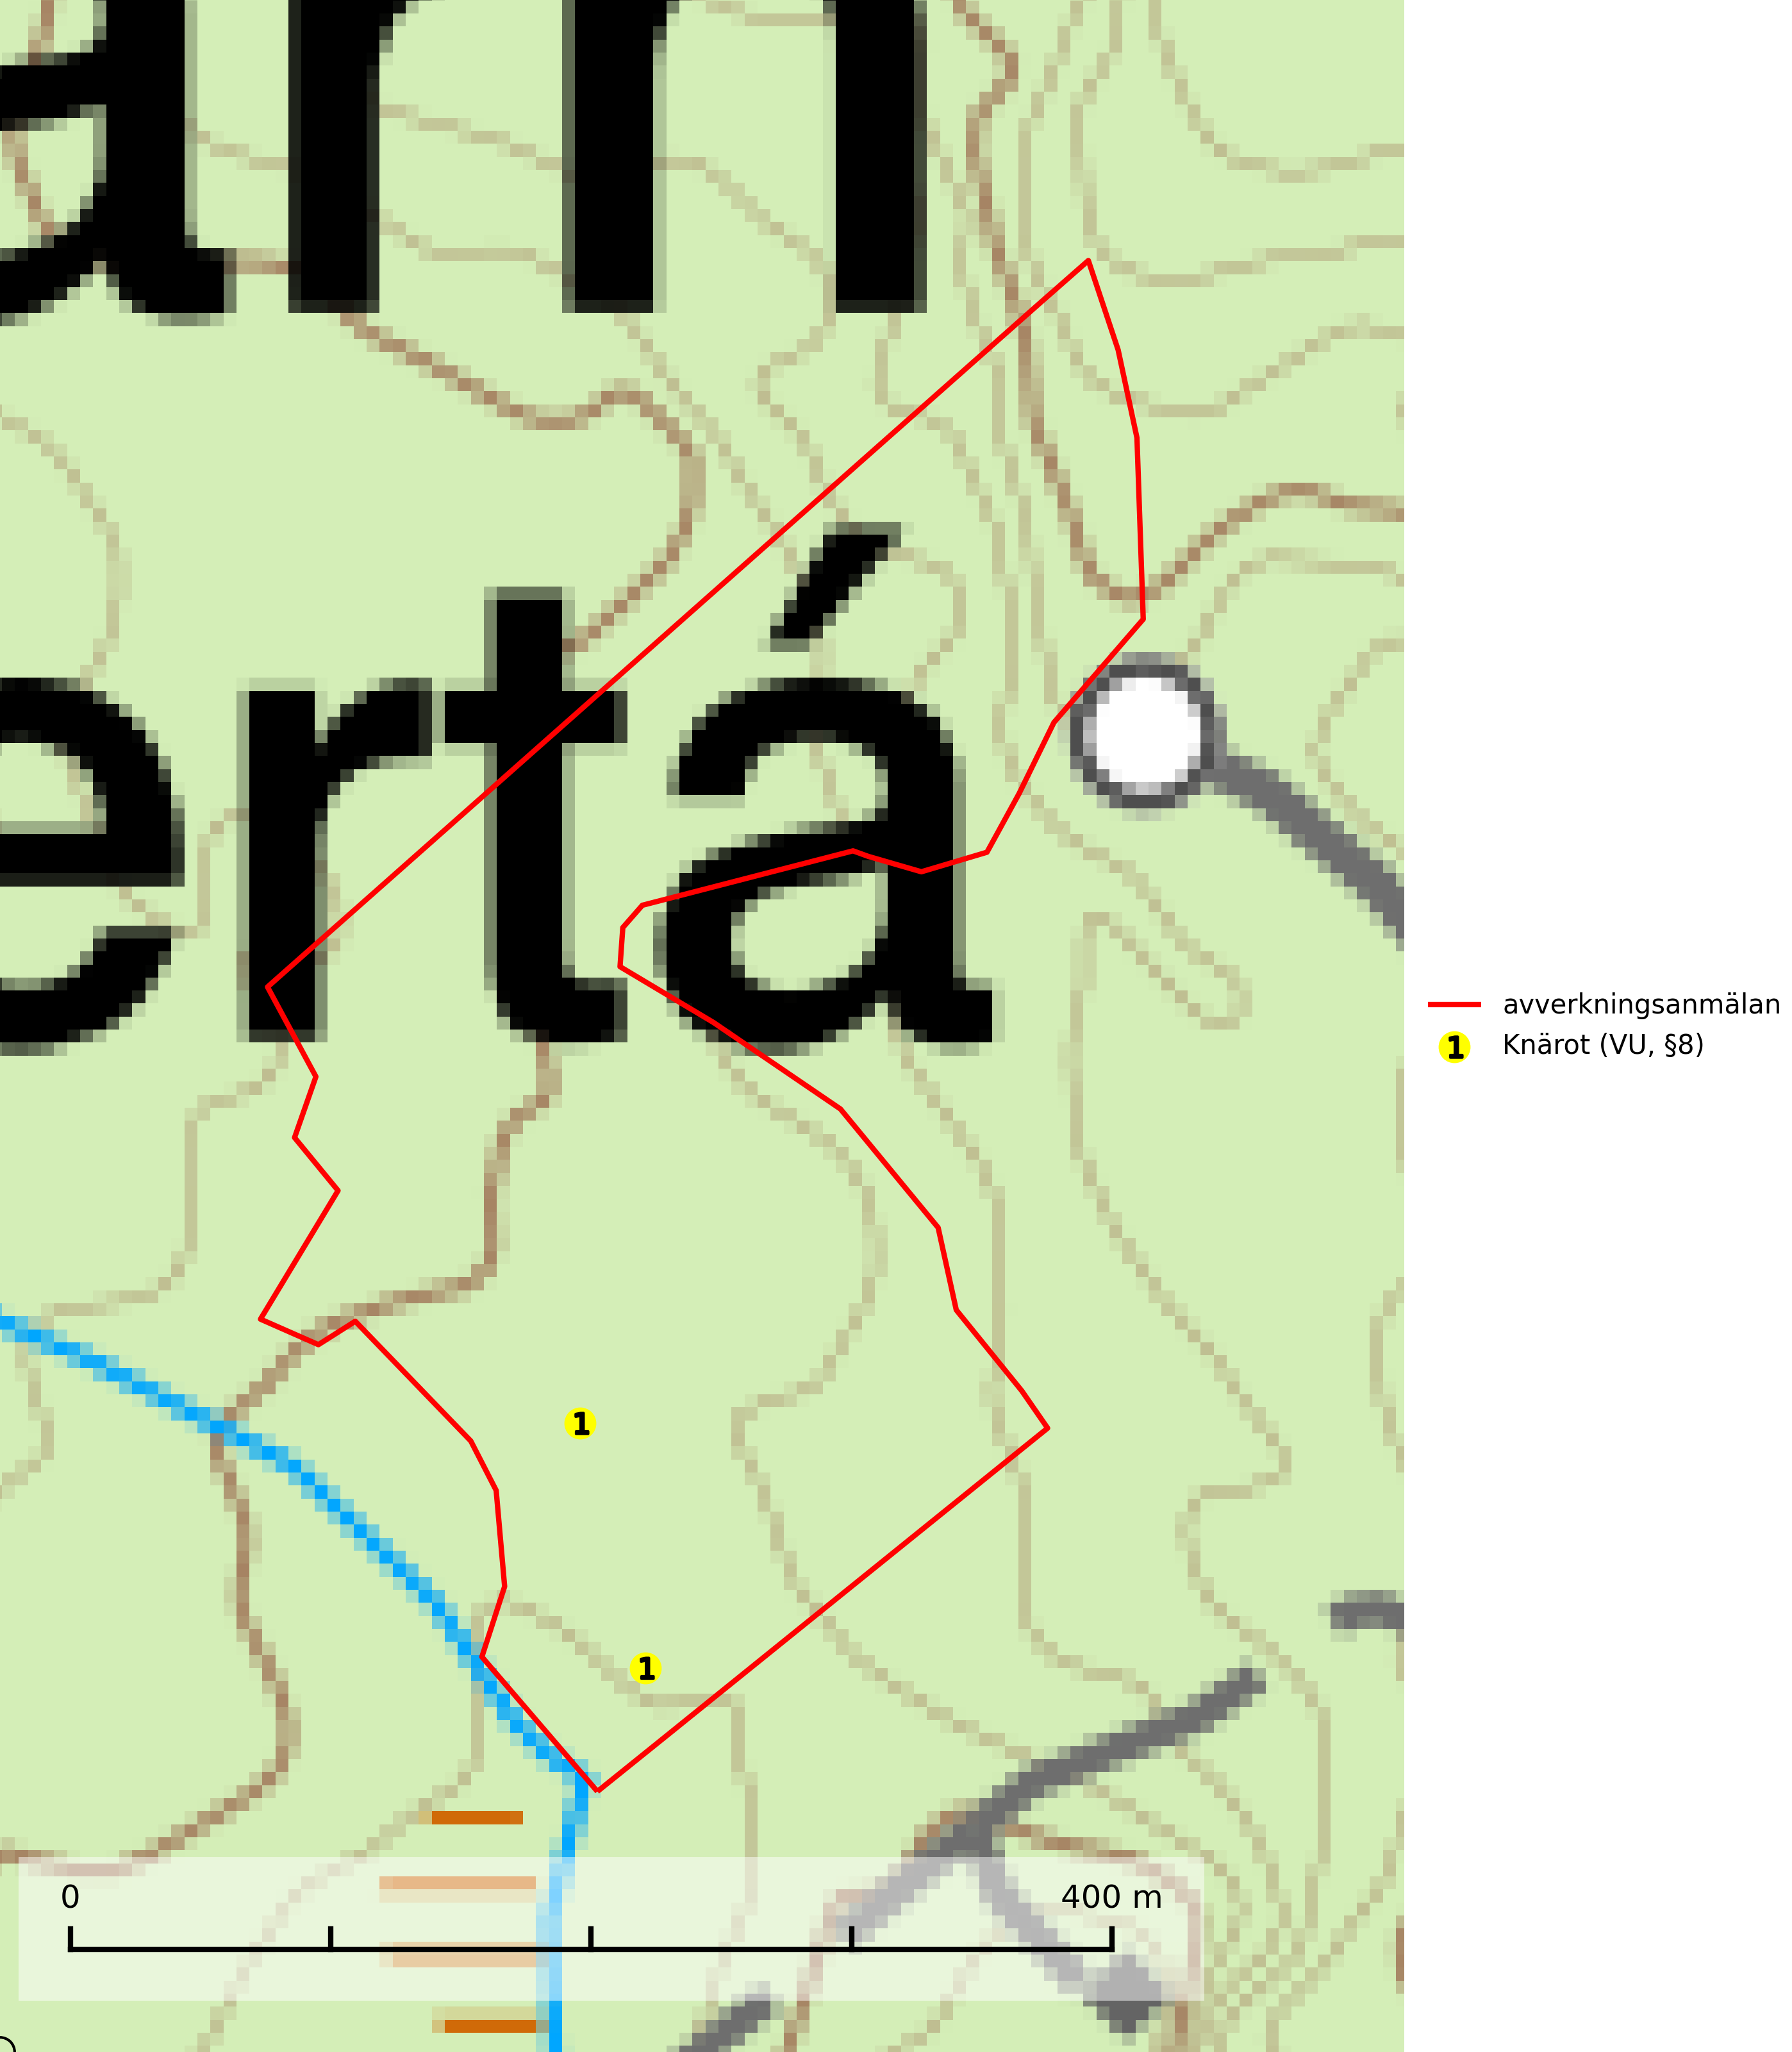 ertá
avverkningsanmälan
1 Knärot (VU, §8)
1
1
0 400 m